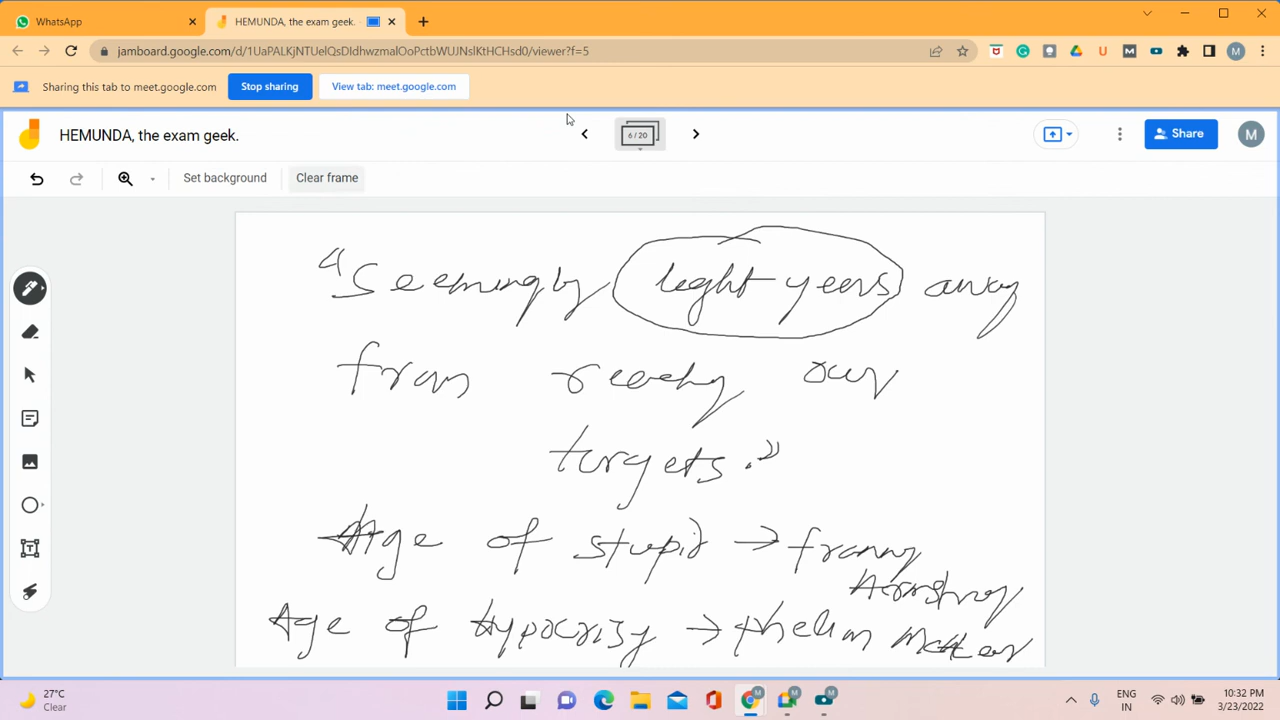 WhatsApp
HEMUNDA, the exam geek.
jamboard.google.com/d/1UaPALKjNTUelQsDIdhwzmalOoPctbWUJNsIKtHCHsd0/viewer?f=5
Sharing this tab to meet.google.com
Stop sharing
View tab: meet.google.com
HEMUNDA, the exam geek.
6 / 20
Share
M
Set background
Clear frame
"Seemingly light years away
from reaching our
targets."
Age of stupid → franny
Armstrong
Age of Hypocrisy → Phelim
27°C
Clear
ENG
IN
10:32 PM
3/23/2022